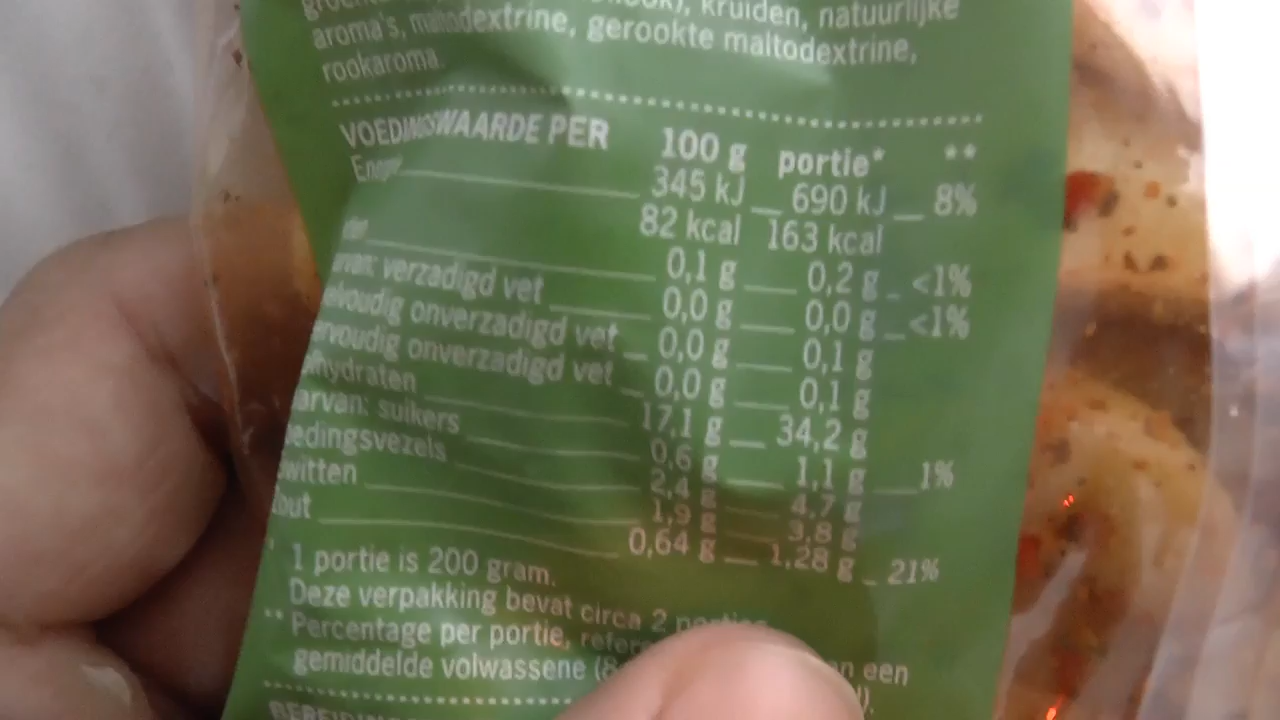 kruiden, natuurlijke
aroma's, maltodextrine, gerookte maltodextrine,
rookaroma.
VOEDINGSWAARDE PER 100 g portie* **
345 kJ 690 kJ 8%
82 kcal 163 kcal
0,1 g 0,2 g <1%
verzadigd vet 0,0 g 0,0 g <1%
onverzadigd vet 0,0 g 0,1 g
onverzadigd vet 0,0 g 0,1 g
17,1 g 34,2 g
suikers 0,6 g 1,1 g 1%
2,4 g 4,7 g
1,9 g 3,8 g
0,64 g 1,28 g 21%
* 1 portie is 200 gram.
Deze verpakking bevat circa 2
** Percentage per portie,
gemiddelde volwassene een